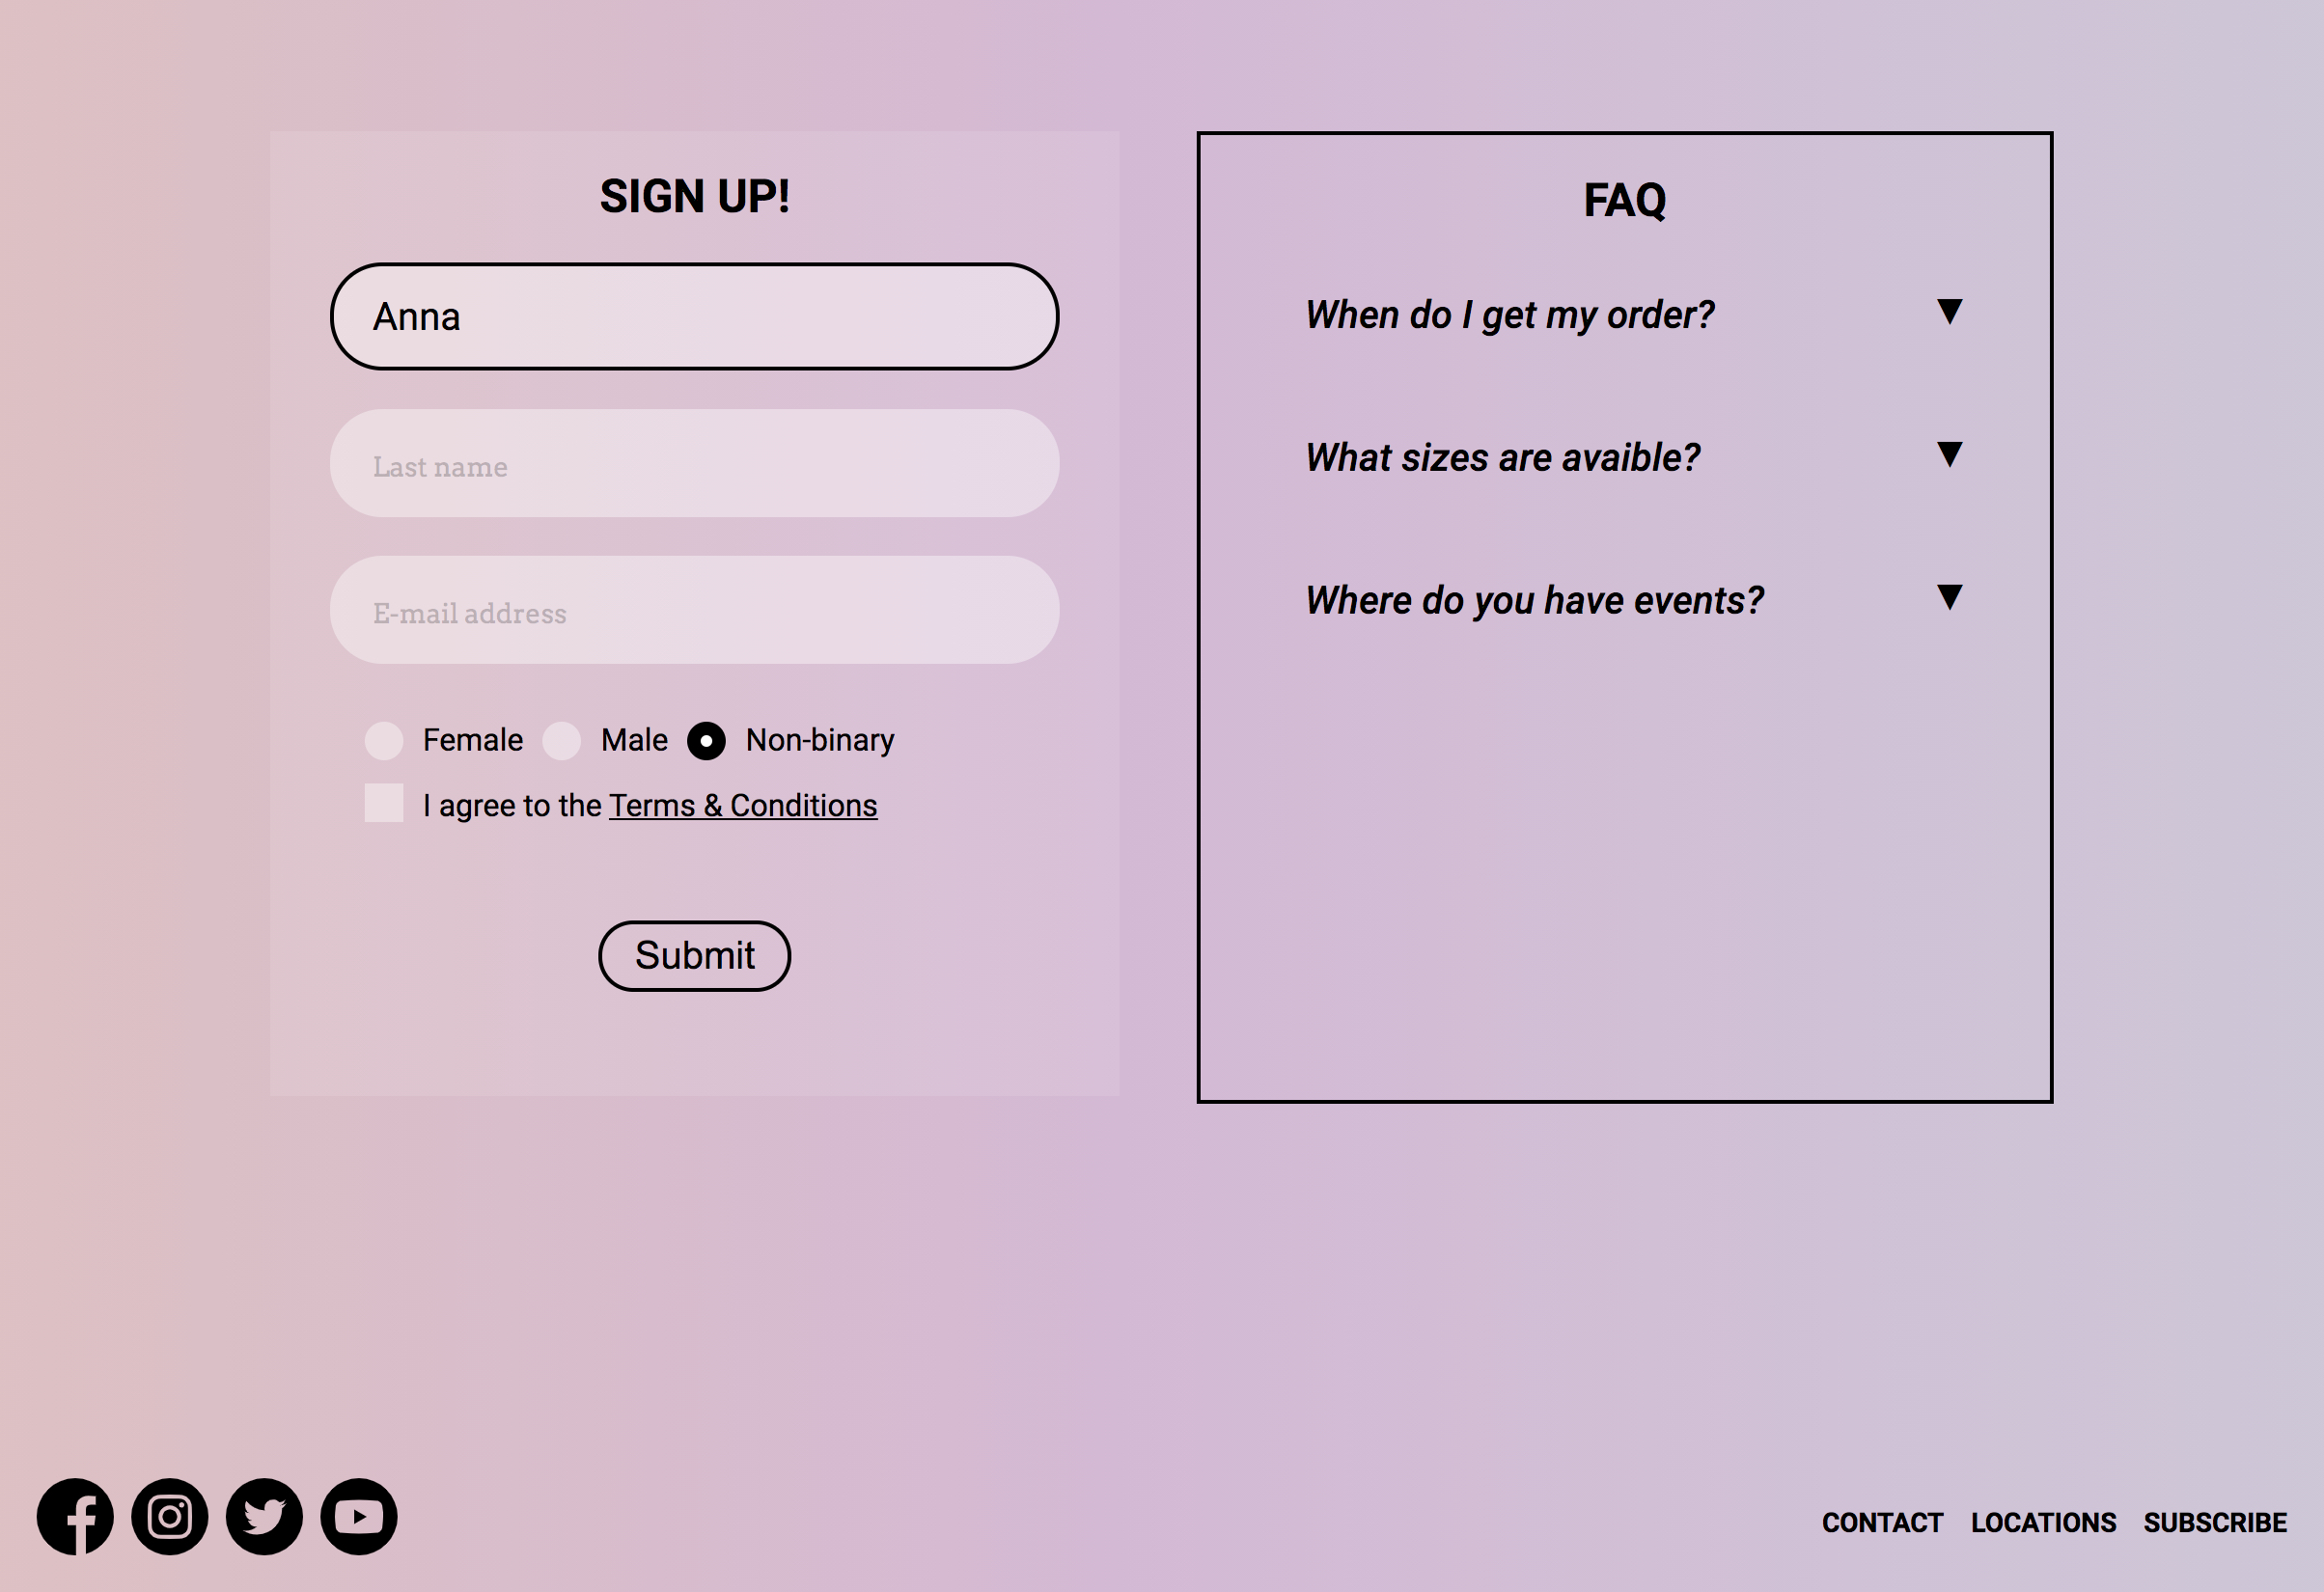 SIGN UP!
Anna
Last name
E-mail address
Female Male Non-binary
I agree to the Terms & Conditions
Submit
FAQ
When do I get my order?
What sizes are avaible?
Where do you have events?
CONTACT LOCATIONS SUBSCRIBE